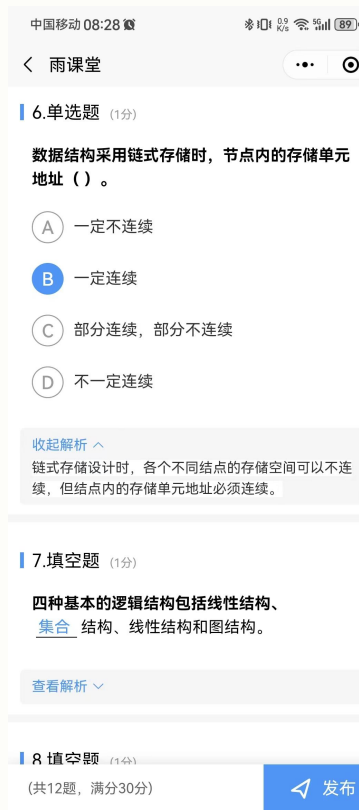 中国移动 08:28 0.9 K/s 5G 89
雨课堂
6.单选题 (1分)
数据结构采用链式存储时，节点内的存储单元
地址（ ）。
A 一定不连续
B 一定连续
C 部分连续，部分不连续
D 不一定连续
收起解析
链式存储设计时，各个不同结点的存储空间可以不连
续，但结点内的存储单元地址必须连续。
7.填空题 (1分)
四种基本的逻辑结构包括线性结构、
集合 结构、线性结构和图结构。
查看解析
8.填空题 (1分)
(共12题，满分30分)
发布